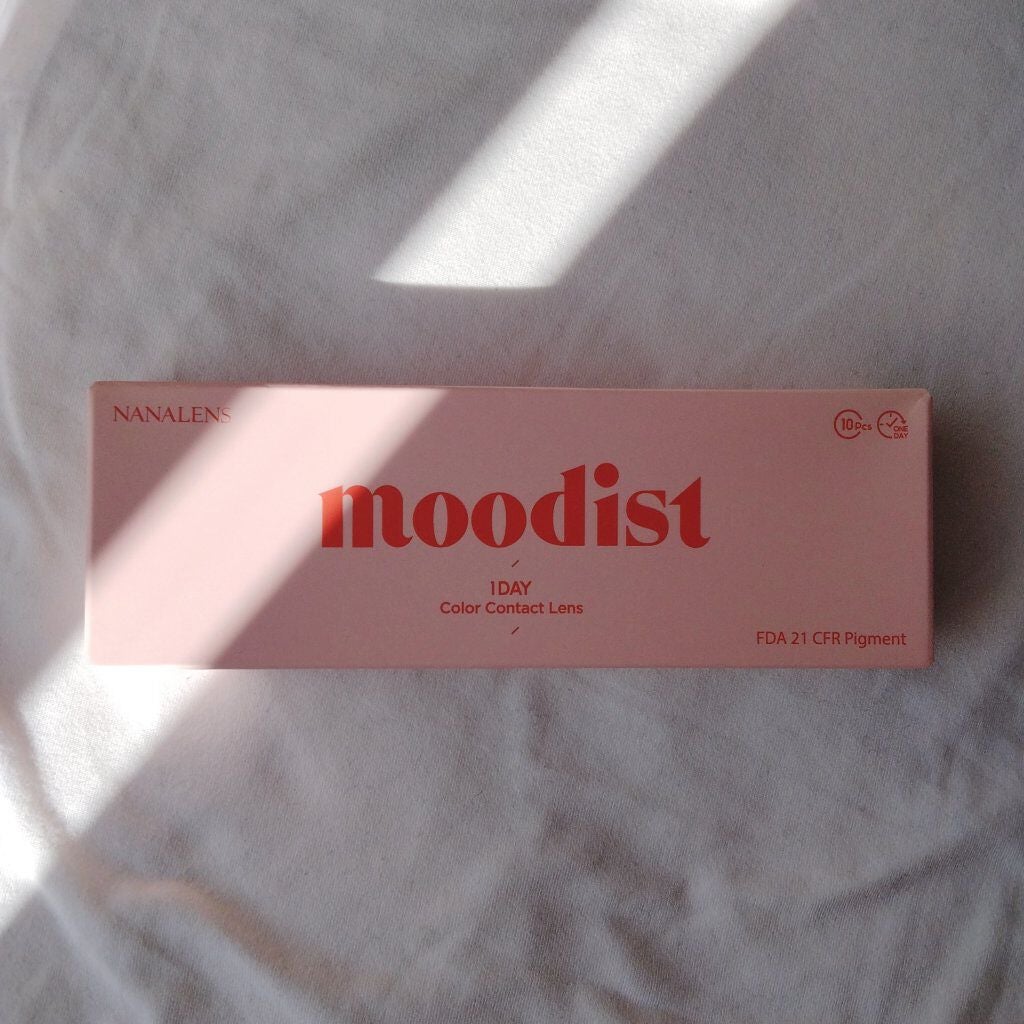 NANALENS
10Pcs
ONE
DAY
moodist
1DAY
Color Contact Lens
FDA 21 CFR Pigment